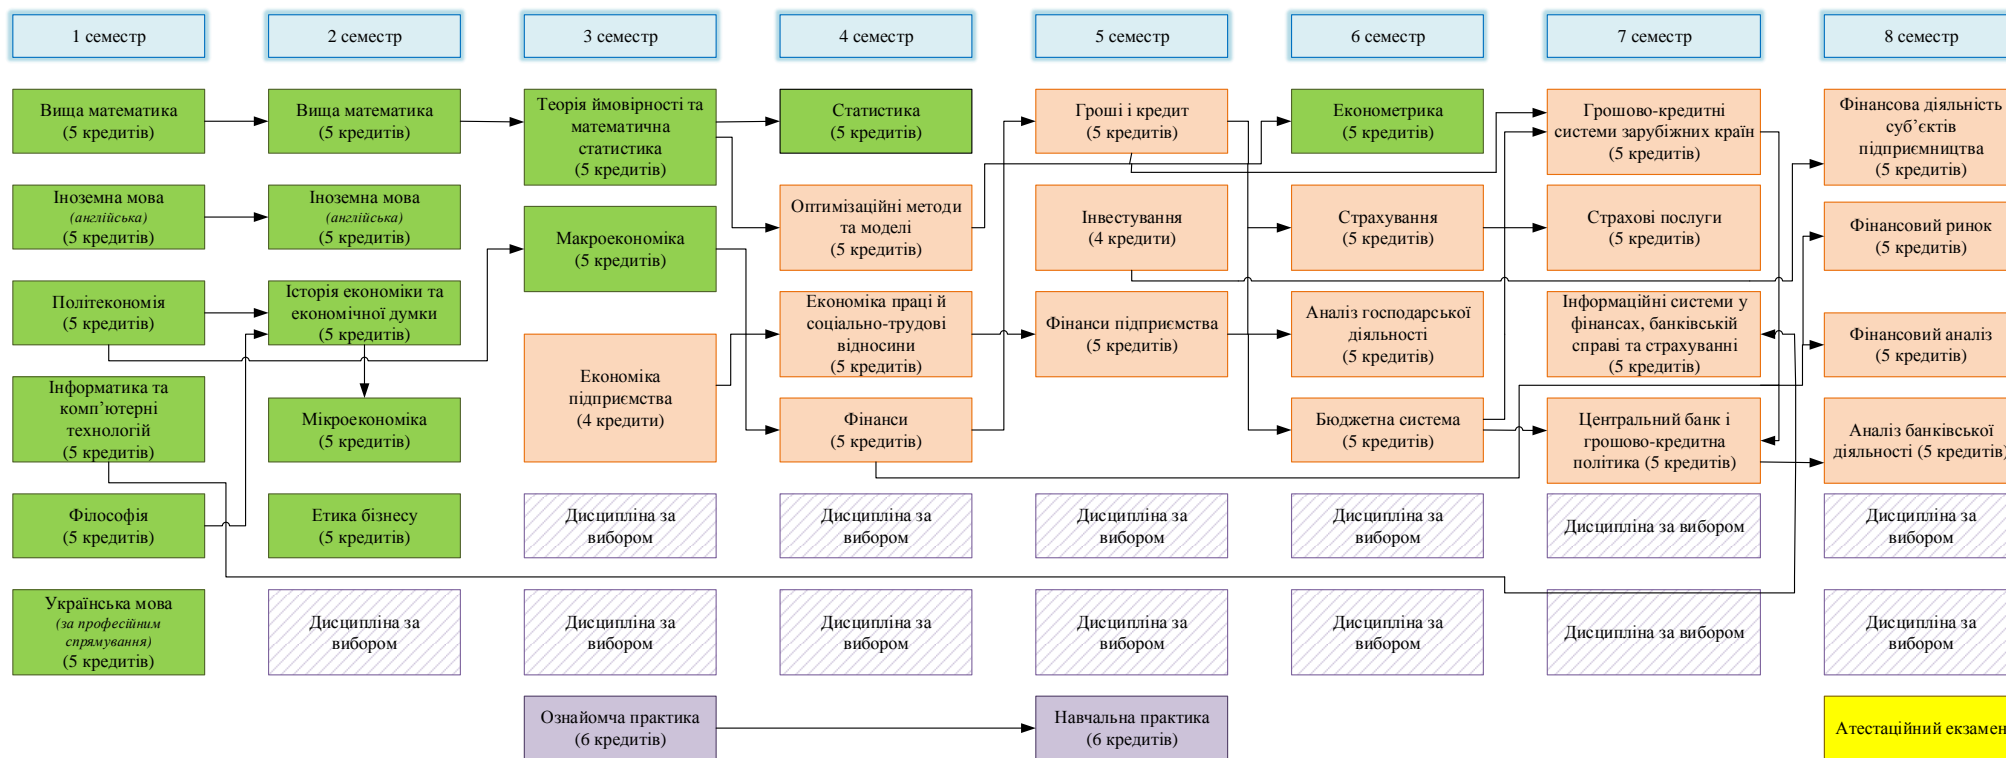 1 семестр
2 семестр
3 семестр
4 семестр
5 семестр
6 семестр
7 семестр
8 семестр
Вища математика
(5 кредитів)
Іноземна мова
(англійська)
(5 кредитів)
Політекономія
(5 кредитів)
Інформатика та
комп’ютерні
технологій
(5 кредитів)
Філософія
(5 кредитів)
Українська мова
(за професійним
спрямування)
(5 кредитів)
Вища математика
(5 кредитів)
Іноземна мова
(англійська)
(5 кредитів)
Історія економіки та
економічної думки
(5 кредитів)
Мікроекономіка
(5 кредитів)
Етика бізнесу
(5 кредитів)
Дисципліна за
вибором
Теорія ймовірності та
математична
статистика
(5 кредитів)
Макроекономіка
(5 кредитів)
Економіка
підприємства
(4 кредити)
Дисципліна за
вибором
Дисципліна за
вибором
Ознайомча практика
(6 кредитів)
Статистика
(5 кредитів)
Оптимізаційні методи
та моделі
(5 кредитів)
Економіка праці й
соціально-трудові
відносини
(5 кредитів)
Фінанси
(5 кредитів)
Дисципліна за
вибором
Дисципліна за
вибором
Гроші і кредит
(5 кредитів)
Інвестування
(4 кредити)
Фінанси підприємства
(5 кредитів)
Дисципліна за
вибором
Дисципліна за
вибором
Навчальна практика
(6 кредитів)
Економетрика
(5 кредитів)
Страхування
(5 кредитів)
Аналіз господарської
діяльності
(5 кредитів)
Бюджетна система
(5 кредитів)
Дисципліна за
вибором
Дисципліна за
вибором
Грошово-кредитні
системи зарубіжних країн
(5 кредитів)
Страхові послуги
(5 кредитів)
Інформаційні системи у
фінансах, банківській
справі та страхуванні
(5 кредитів)
Центральний банк і
грошово-кредитна
політика (5 кредитів)
Дисципліна за вибором
Дисципліна за вибором
Фінансова діяльність
суб’єктів
підприємництва
(5 кредитів)
Фінансовий ринок
(5 кредитів)
Фінансовий аналіз
(5 кредитів)
Аналіз банківської
діяльності (5 кредитів)
Дисципліна за
вибором
Дисципліна за
вибором
Атестаційний екзамен